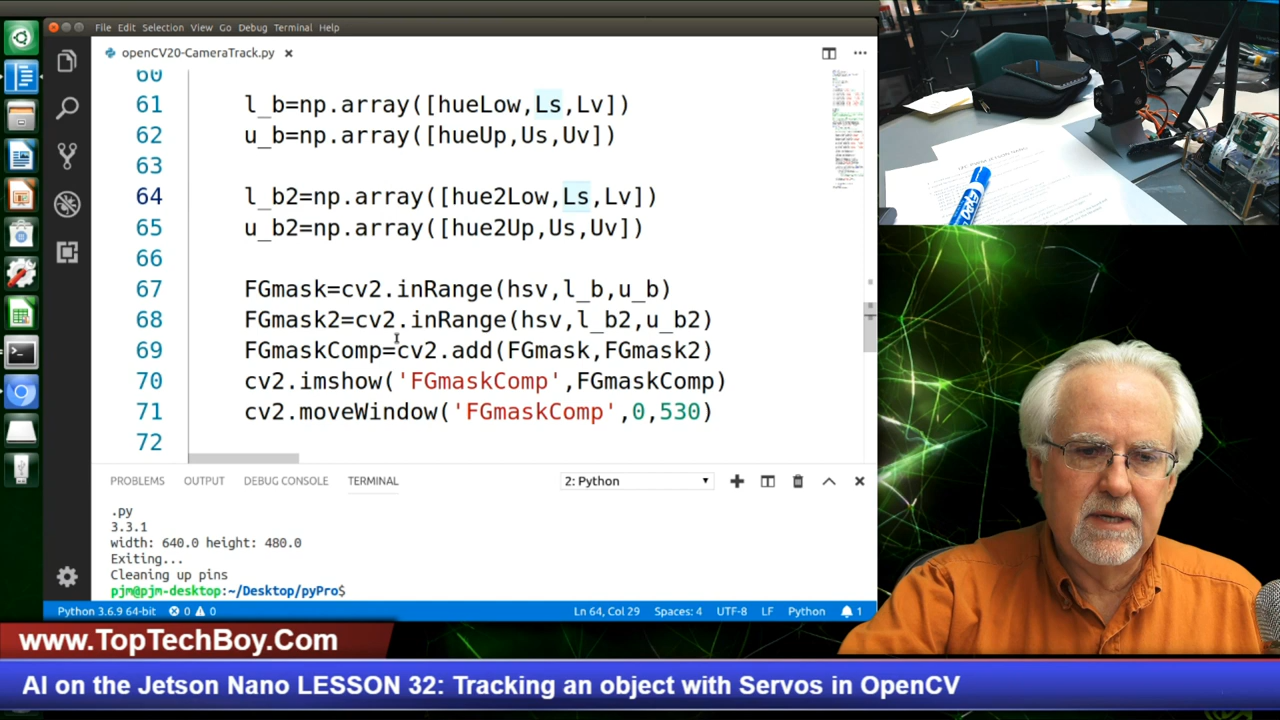 File Edit Selection View Go Debug Terminal Help
openCV20-CameraTrack.py
60
61 l_b=np.array([hueLow,Ls,Lv])
62 u_b=np.array([hueUp,Us,Uv])
63
64 l_b2=np.array([hue2Low,Ls,Lv])
65 u_b2=np.array([hue2Up,Us,Uv])
66
67 FGmask=cv2.inRange(hsv,l_b,u_b)
68 FGmask2=cv2.inRange(hsv,l_b2,u_b2)
69 FGmaskComp=cv2.add(FGmask,FGmask2)
70 cv2.imshow('FGmaskComp',FGmaskComp)
71 cv2.moveWindow('FGmaskComp',0,530)
72
PROBLEMS OUTPUT DEBUG CONSOLE TERMINAL 2: Python
.py
3.3.1
width: 640.0 height: 480.0
Exiting...
Cleaning up pins
pjm@pjm-desktop:~/Desktop/pyPro$
Python 3.6.9 64-bit 0 0 Ln 64, Col 29 Spaces: 4 UTF-8 LF Python 1
www.TopTechBoy.Com
AI on the Jetson Nano LESSON 32: Tracking an object with Servos in OpenCV
EXPO